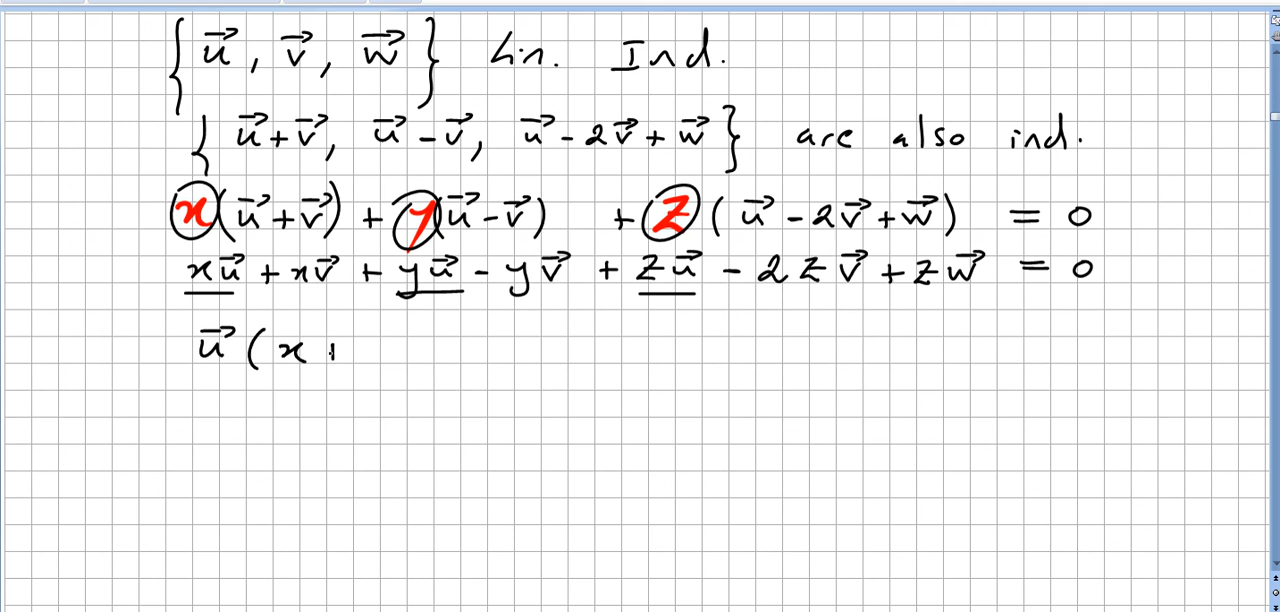 { u⃗, v⃗, w⃗ } Lin. Ind.
{ u⃗ + v⃗, u⃗ - v⃗, u⃗ - 2v⃗ + w⃗ } are also ind.
x(u⃗ + v⃗) + y(u⃗ - v⃗) + z(u⃗ - 2v⃗ + w⃗) = 0
xu⃗ + xv⃗ + yu⃗ - yv⃗ + zu⃗ - 2zv⃗ + zw⃗ = 0
u⃗(x +